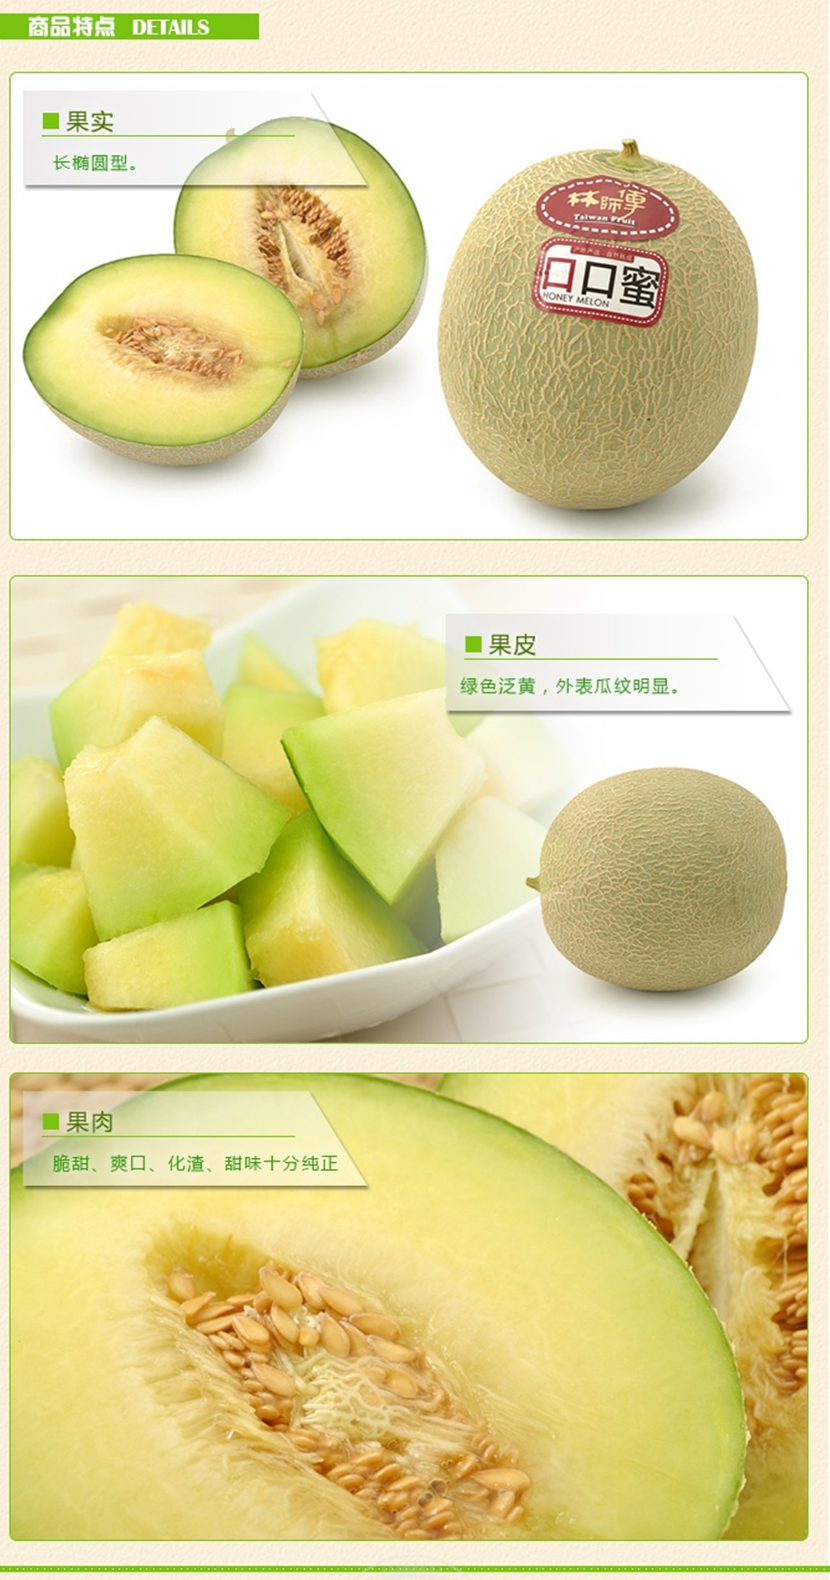 商品特点 DETAILS
果实
长椭圆型。
林師傅
Taiwan Fruit
口口蜜
HONEY MELON
果皮
绿色泛黄，外表瓜纹明显。
果肉
脆甜、爽口、化渣、甜味十分纯正